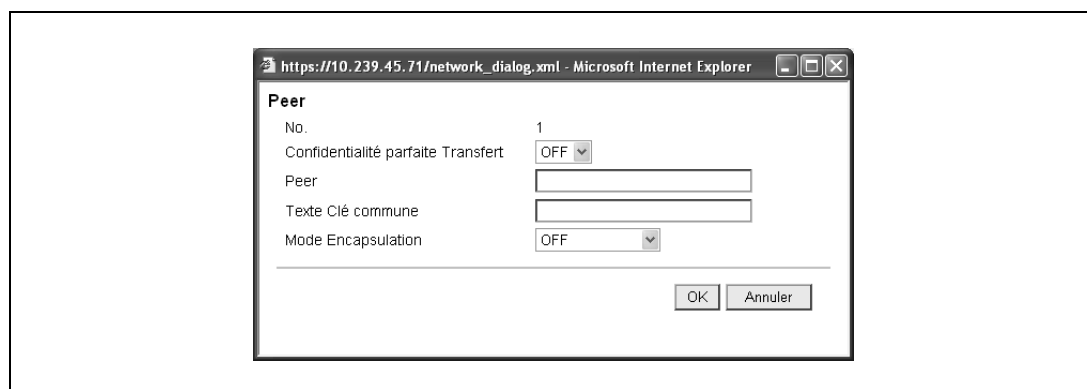 https://10.239.45.71/network_dialog.xml - Microsoft Internet Explorer
Peer
No. 1
Confidentialité parfaite Transfert OFF
Peer
Texte Clé commune
Mode Encapsulation OFF
OK Annuler